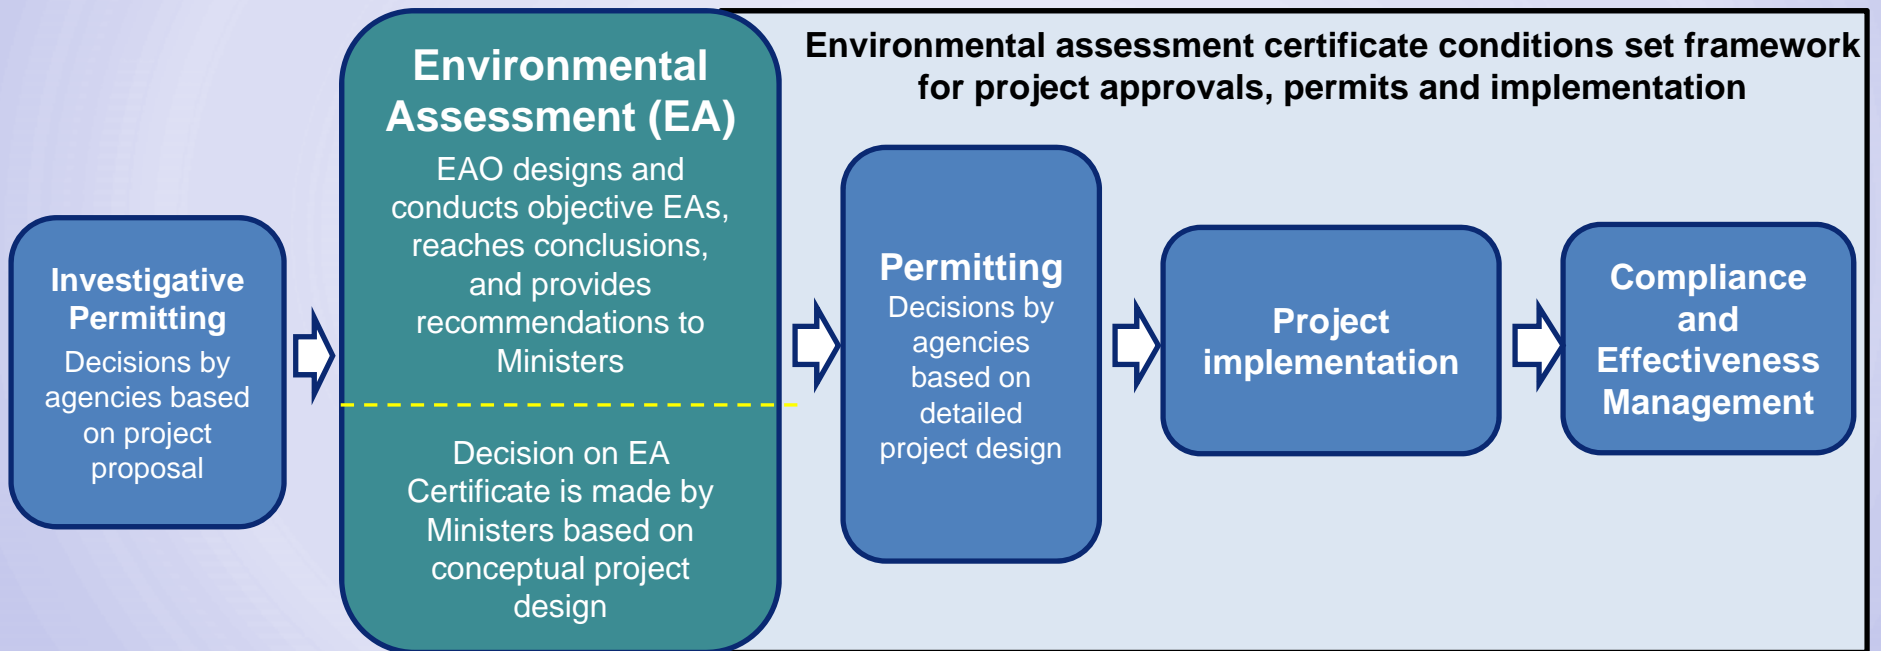 Environmental assessment certificate conditions set framework
for project approvals, permits and implementation
Investigative
Permitting
Decisions by
agencies based
on project
proposal
Environmental
Assessment (EA)
EAO designs and
conducts objective EAs,
reaches conclusions,
and provides
recommendations to
Ministers
Decision on EA
Certificate is made by
Ministers based on
conceptual project
design
Permitting
Decisions by
agencies
based on
detailed
project design
Project
implementation
Compliance
and
Effectiveness
Management